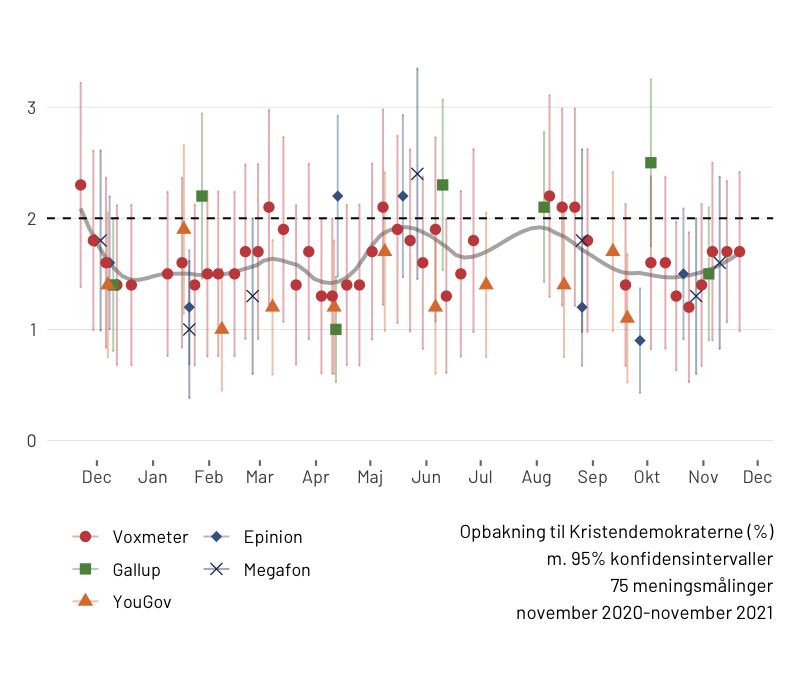 3
2
1
0
Dec Jan Feb Mar Apr Maj Jun Jul Aug Sep Okt Nov Dec
Voxmeter Epinion
Gallup Megafon
YouGov
Opbakning til Kristendemokraterne (%)
m. 95% konfidensintervaller
75 meningsmålinger
november 2020-november 2021